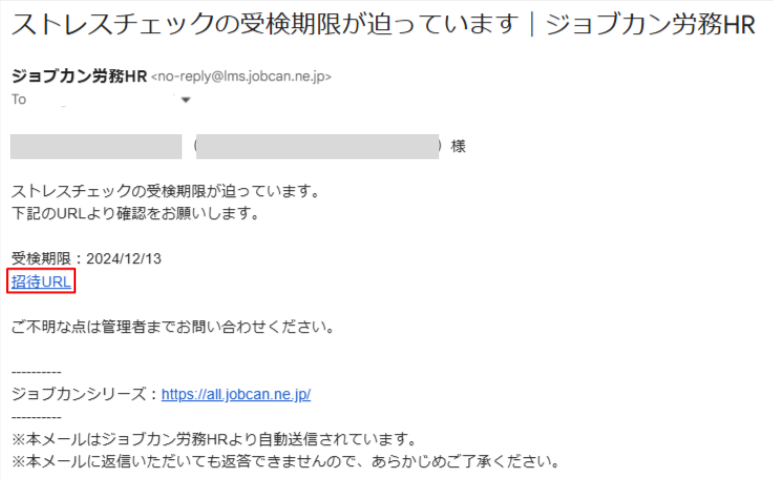 ストレスチェックの受検期限が迫っています｜ジョブカン労務HR
ジョブカン労務HR <no-reply@lms.jobcan.ne.jp>
To
（ ）様
ストレスチェックの受検期限が迫っています。
下記のURLより確認をお願いします。
受検期限：2024/12/13
招待URL
ご不明な点は管理者までお問い合わせください。
----------
ジョブカンシリーズ：https://all.jobcan.ne.jp/
----------
※本メールはジョブカン労務HRより自動送信されています。
※本メールに返信いただいても返答できませんので、あらかじめご了承ください。